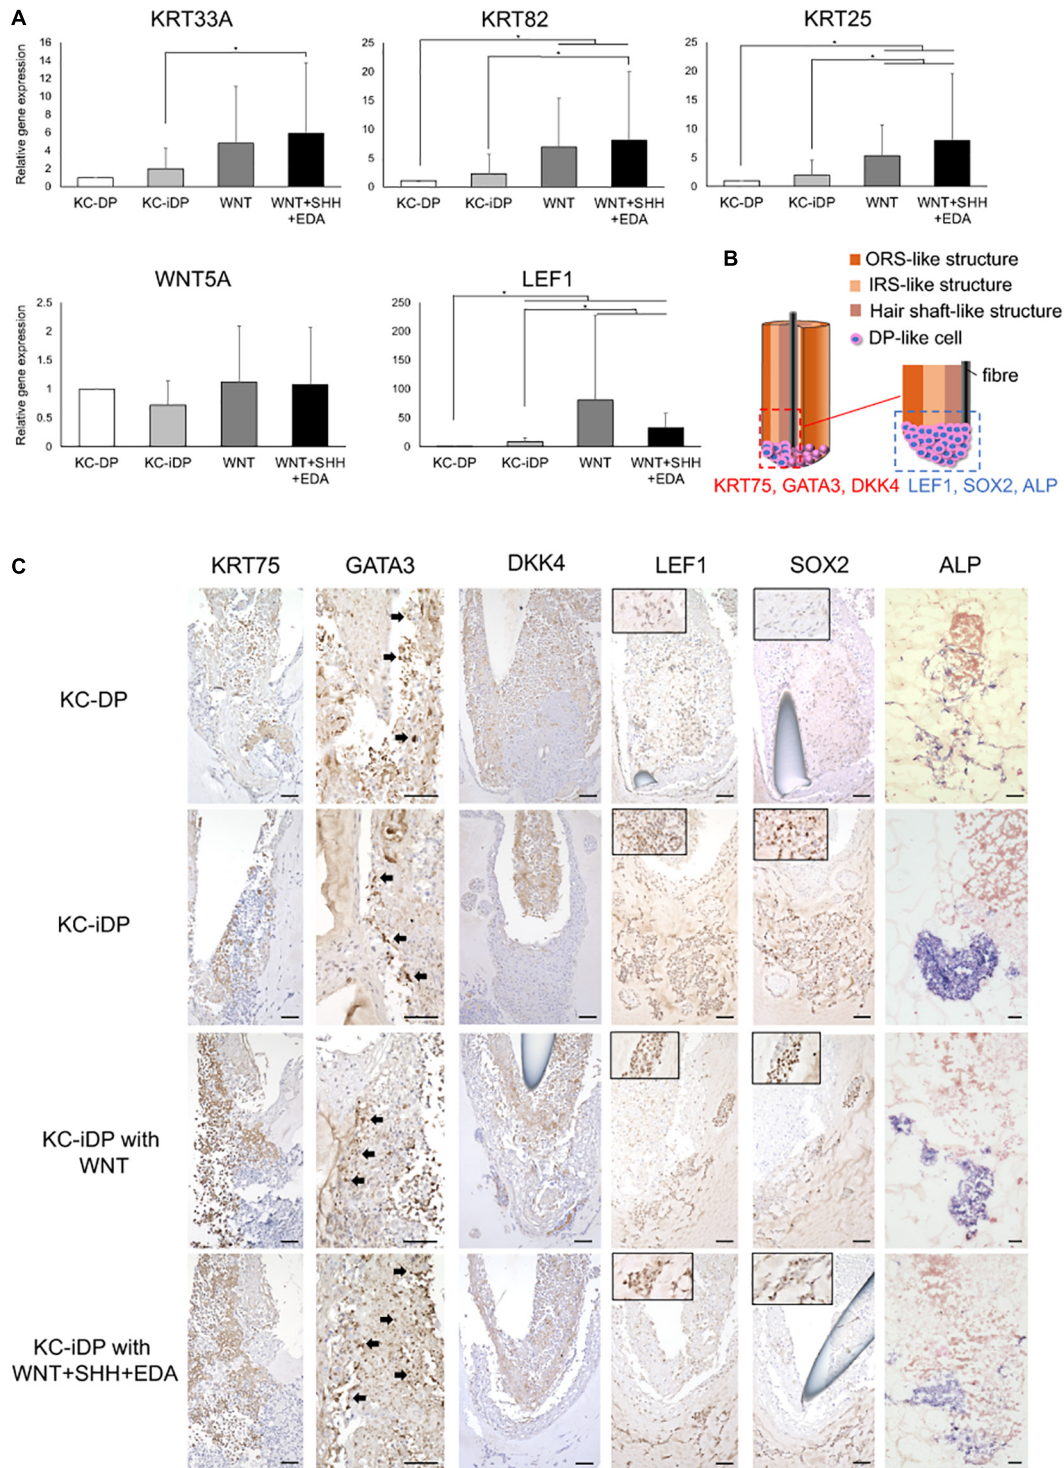 A
KRT33A
KRT82
KRT25
Relative gene expression
16
14
12
10
8
6
4
2
0
*
KC-DP
KC-iDP
WNT
WNT+SHH
+EDA
25
20
15
10
5
0
*
*
KC-DP
KC-iDP
WNT
WNT+SHH
+EDA
25
20
15
10
5
0
*
*
KC-DP
KC-iDP
WNT
WNT+SHH
+EDA
WNT5A
LEF1
Relative gene expression
2.5
2
1.5
1
0.5
0
KC-DP
KC-iDP
WNT
WNT+SHH
+EDA
250
200
150
100
50
0
*
*
KC-DP
KC-iDP
WNT
WNT+SHH
+EDA
B
ORS-like structure
IRS-like structure
Hair shaft-like structure
DP-like cell
fibre
KRT75, GATA3, DKK4
LEF1, SOX2, ALP
C
KRT75
GATA3
DKK4
LEF1
SOX2
ALP
KC-DP
KC-iDP
KC-iDP with
WNT
KC-iDP with
WNT+SHH+EDA